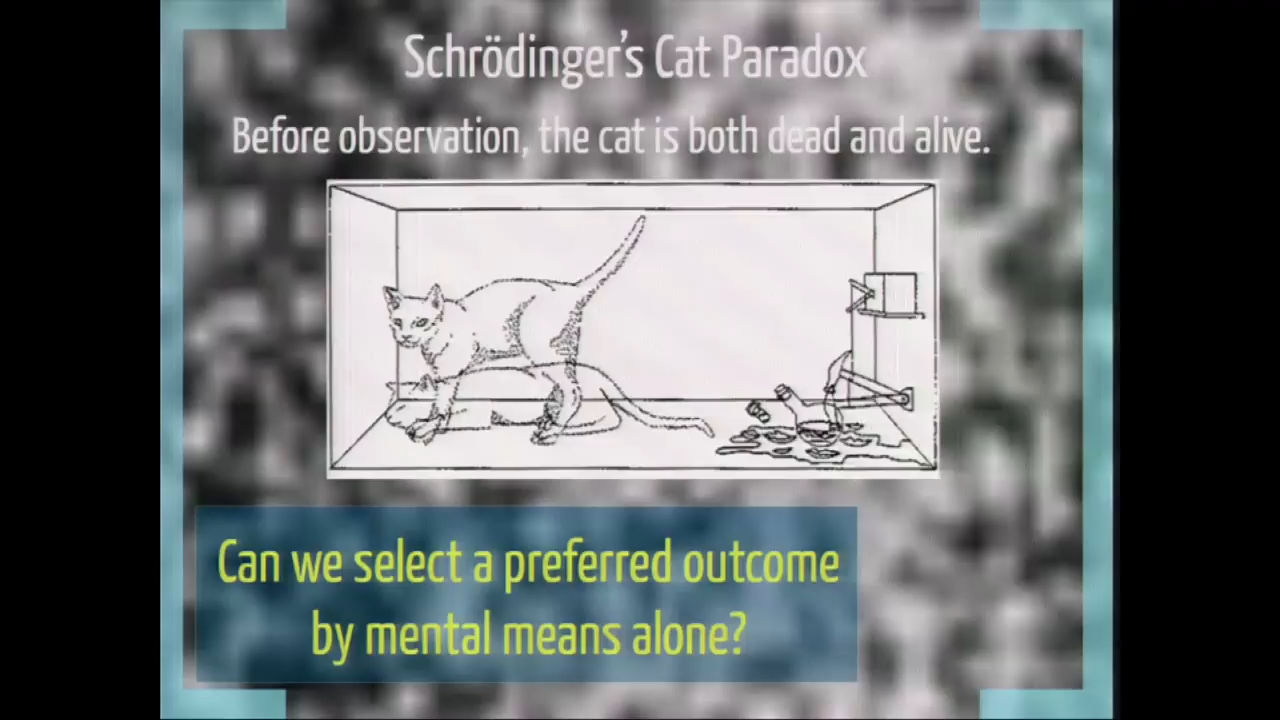 Schrödinger’s Cat Paradox
Before observation, the cat is both dead and alive.
Can we select a preferred outcome
by mental means alone?